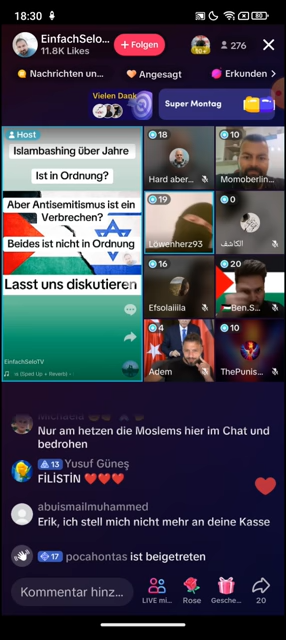 18:30
80
EinfachSelo...
11.8K Likes
+ Folgen
10
276
Nachrichten un...
Angesagt
Erkunden
Vielen Dank
Super Montag
Host
Islambashing über Jahre
Ist in Ordnung?
Aber Antisemitismus ist ein
Verbrechen?
Beides ist nicht in Ordnung
Lasst uns diskutieren
EinfachSeloTV
18
Hard aber...
10
Momoberlin...
19
Löwenherz93
0
الكاشف
16
Efsolaiiila
20
Ben.S...
4
Adem
10
ThePunis...
Nur am hetzen die Moslems hier im Chat und
bedrohen
13 Yusuf Güneş
FİLİSTİN ❤️❤️❤️
abuismailmuhammed
Erik, ich stell mich nicht mehr an deine Kasse
17 pocahontas ist beigetreten
Kommentar hinz...
LIVE mi...
Rose
Gesche...
20